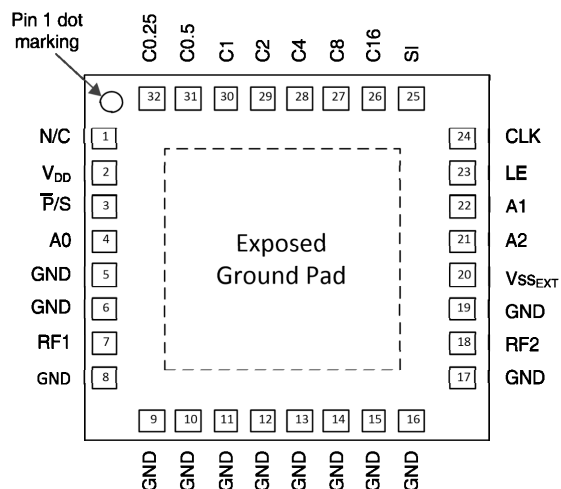 Pin 1 dot
marking
C0.25
C0.5
C1
C2
C4
C8
C16
SI
32
31
30
29
28
27
26
25
N/C
1
V_DD
2
P̅/S
3
A0
4
GND
5
GND
6
RF1
7
GND
8
Exposed
Ground Pad
24
CLK
23
LE
22
A1
21
A2
20
VSS_EXT
19
GND
18
RF2
17
GND
9
10
11
12
13
14
15
16
GND
GND
GND
GND
GND
GND
GND
GND